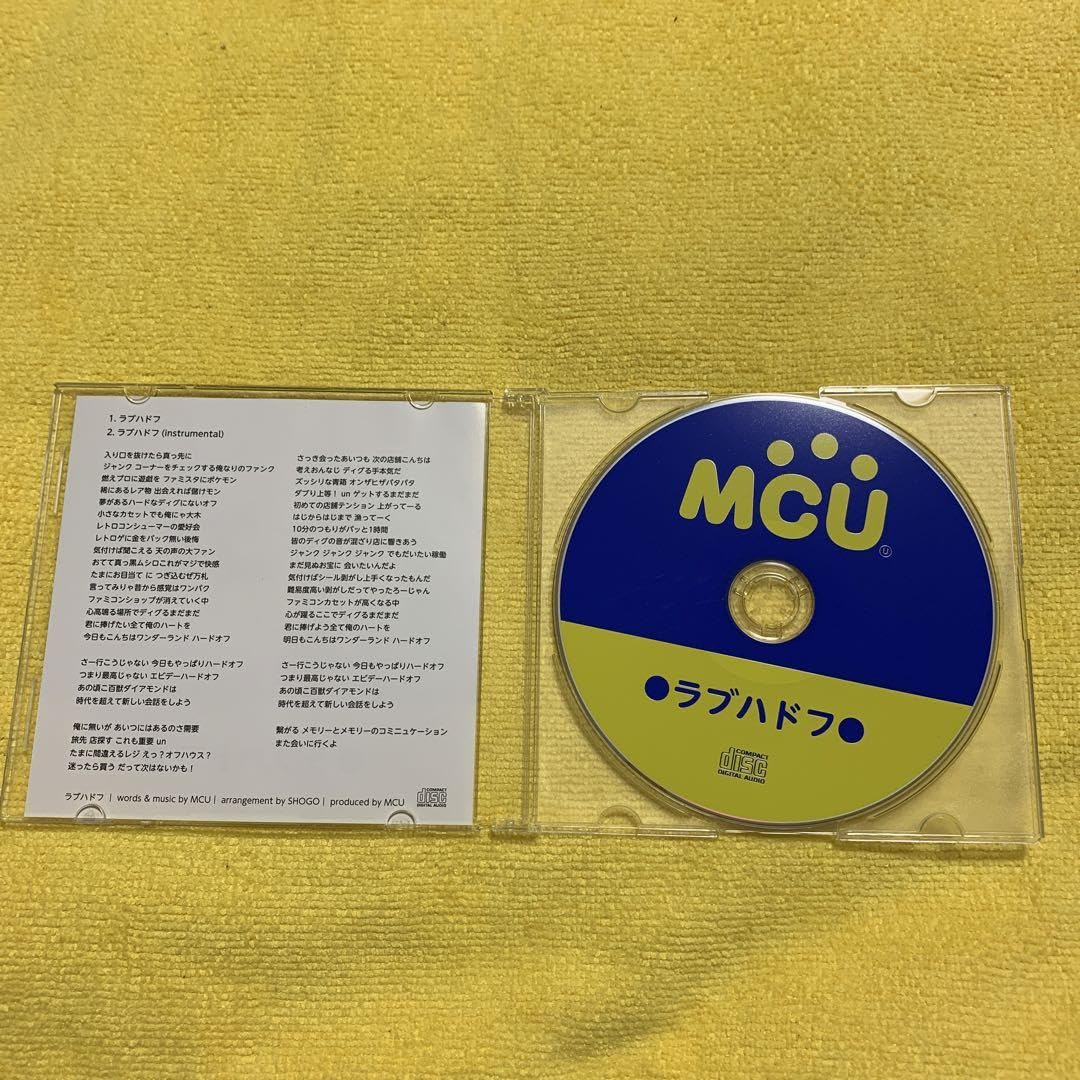 1. ラブハドフ
2. ラブハドフ (instrumental)
入り口を抜けたら真っ先に
ジャンク コーナーをチェックする俺なりのファンク
燃えプロに遊戯を ファミスタにポケモン
稀にあるレア物 出会えれば儲けモン
夢があるハードなディグにないオフ
小さなカセットでも俺にゃ大木
レトロコンシューマーの愛好会
レトロゲに金をパック無い後悔
気付けば聞こえる 天の声の大ファン
おてて真っ黒ムシロこれがマジで快感
たまにお目当て に つぎ込むぜ万札
言ってみりゃ昔から感覚はワンパク
ファミコンショップが消えていく中
心高鳴る場所でディグるまだまだ
君に捧げたい全て俺のハートを
今日もこんちはワンダーランド ハードオフ
さー行こうじゃない 今日もやっぱりハードオフ
つまり最高じゃない エビデーハードオフ
あの頃こ百獣ダイアモンドは
時代を超えて新しい会話をしよう
俺に無いが あいつにはあるのさ需要
旅先 店探す これも重要 un
たまに間違えるレジ えっ？オフハウス？
迷ったら買う だって次はないかも！
さっき会ったあいつも 次の店舗こんちは
考えおんなじ ディグる手本気だ
ズッシリな青箱 オンザヒザバタバタ
ダブり上等！ un ゲットするまだまだ
初めての店舗テンション 上がってーる
はじからはじまで 漁ってーく
10分のつもりがパッと1時間
皆のディグの音が混ざり店に響きあう
ジャンク ジャンク ジャンク でもだいたい稼働
まだ見ぬお宝に 会いたいんだよ
気付けばシール剥がし上手くなったもんだ
難易度高い剥がしだってやったろーじゃん
ファミコンカセットが高くなる中
心が躍るここでディグるまだまだ
君に捧げよう全て俺のハートを
明日もこんちはワンダーランド ハードオフ
さー行こうじゃない 今日もやっぱりハードオフ
つまり最高じゃない エビデーハードオフ
あの頃こ百獣ダイアモンドは
時代を超えて新しい会話をしよう
繋がる メモリーとメモリーのコミニュケーション
また会いに行くよ
ラブハドフ | words & music by MCU | arrangement by SHOGO | produced by MCU
COMPACT
disc
DIGITAL AUDIO
MCU
U
●ラブハドフ●
COMPACT
disc
DIGITAL AUDIO